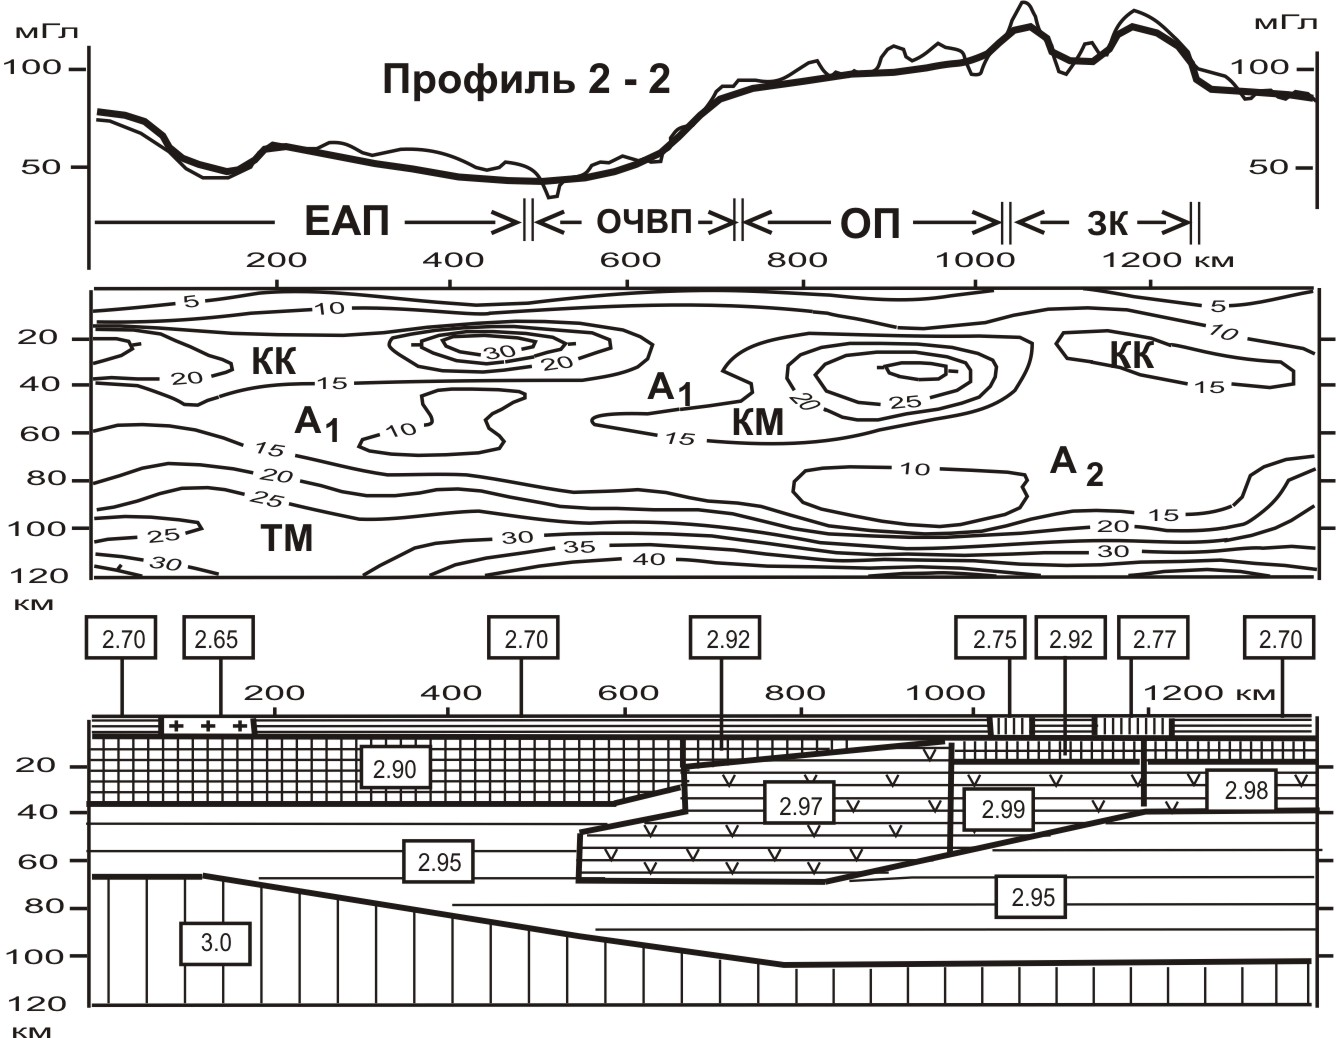 мГл мГл
100 100
Профиль 2 - 2
50 50
ЕАП ОЧВП ОП ЗК
200 400 600 800 1000 1200 км
5 10 5 10
20 30 20 КК КК
20 15 15
40 А1 20 25
А1 10 КМ
60 15 15
10 А2
80 20
25 15
100 25 ТМ 30 20
35 30
30 40
120
км
2.70 2.65 2.70 2.92 2.75 2.92 2.77 2.70
200 400 600 800 1000 1200 км
20 2.90
2.97 2.99 2.98
40
60 2.95
80 2.95
3.0
100
120
км